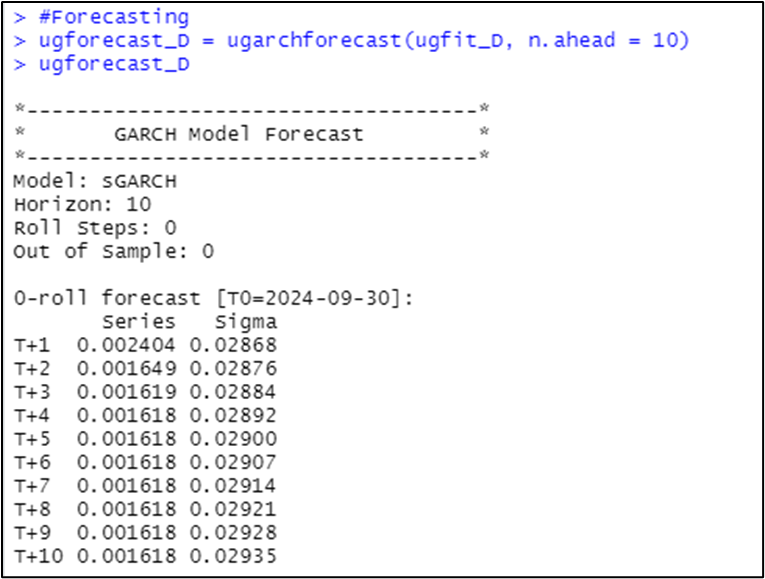 > #Forecasting
> ugforecast_D = ugarchforecast(ugfit_D, n.ahead = 10)
> ugforecast_D
*------------------------------------*
*       GARCH Model Forecast         *
*------------------------------------*
Model: sGARCH
Horizon: 10
Roll Steps: 0
Out of Sample: 0
0-roll forecast [T0=2024-09-30]:
       Series   Sigma
T+1  0.002404 0.02868
T+2  0.001649 0.02876
T+3  0.001619 0.02884
T+4  0.001618 0.02892
T+5  0.001618 0.02900
T+6  0.001618 0.02907
T+7  0.001618 0.02914
T+8  0.001618 0.02921
T+9  0.001618 0.02928
T+10 0.001618 0.02935